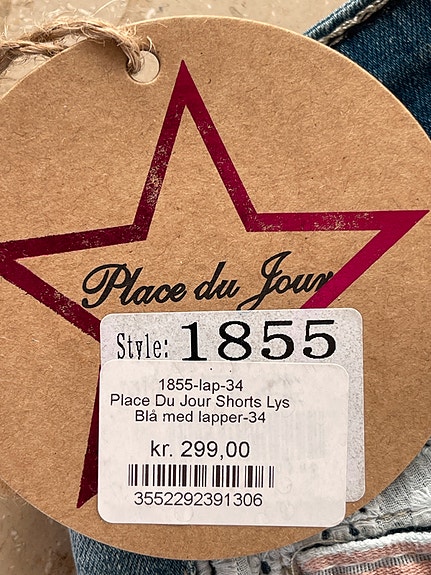 Place du Jour
Style: 1855
1855-lap-34
Place Du Jour Shorts Lys
Blå med lapper-34
kr. 299,00
3552292391306